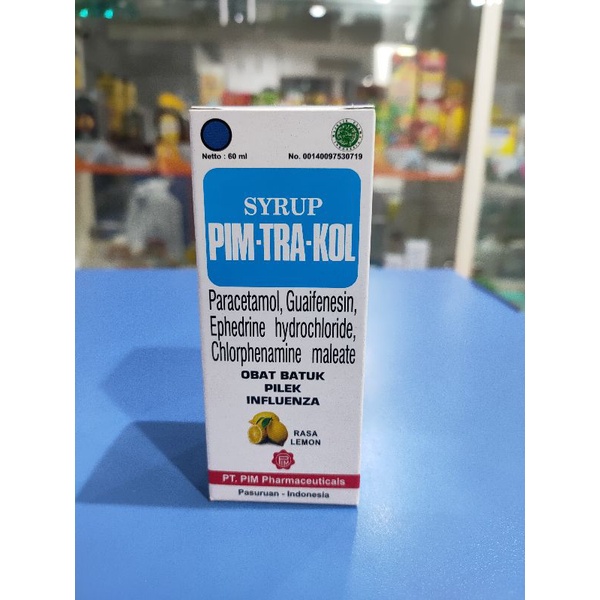 Netto : 60 ml
No. 00140097530719
SYRUP
PIM-TRA-KOL
Paracetamol, Guaifenesin,
Ephedrine hydrochloride,
Chlorphenamine maleate
OBAT BATUK
PILEK
INFLUENZA
RASA
LEMON
PIM
PT. PIM Pharmaceuticals
Pasuruan - Indonesia